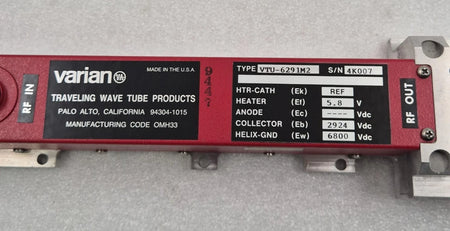 RF IN
varian VA
MADE IN THE U.S.A.
TRAVELING WAVE TUBE PRODUCTS
PALO ALTO, CALIFORNIA 94304-1015
MANUFACTURING CODE OMH33
9447
TYPE VTU-6291M2 S/N 4K007
HTR-CATH (Ek) REF
HEATER (Ef) 5.8 V
ANODE (Ec) ---- Vdc
COLLECTOR (Eb) 2924 Vdc
HELIX-GND (Ew) 6800 Vdc
RF OUT